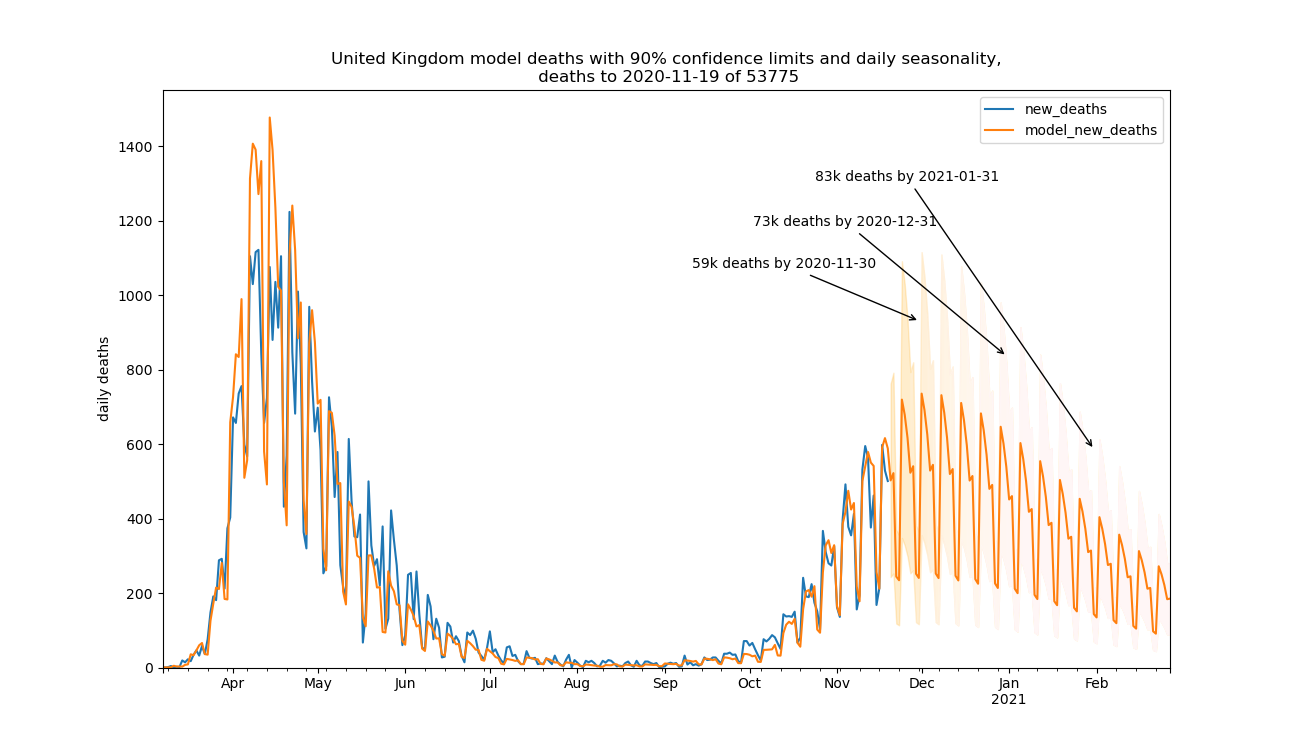 United Kingdom model deaths with 90% confidence limits and daily seasonality,
deaths to 2020-11-19 of 53775
new_deaths
model_new_deaths
83k deaths by 2021-01-31
73k deaths by 2020-12-31
59k deaths by 2020-11-30
daily deaths
1400
1200
1000
800
600
400
200
0
Apr May Jun Jul Aug Sep Oct Nov Dec Jan Feb
2021